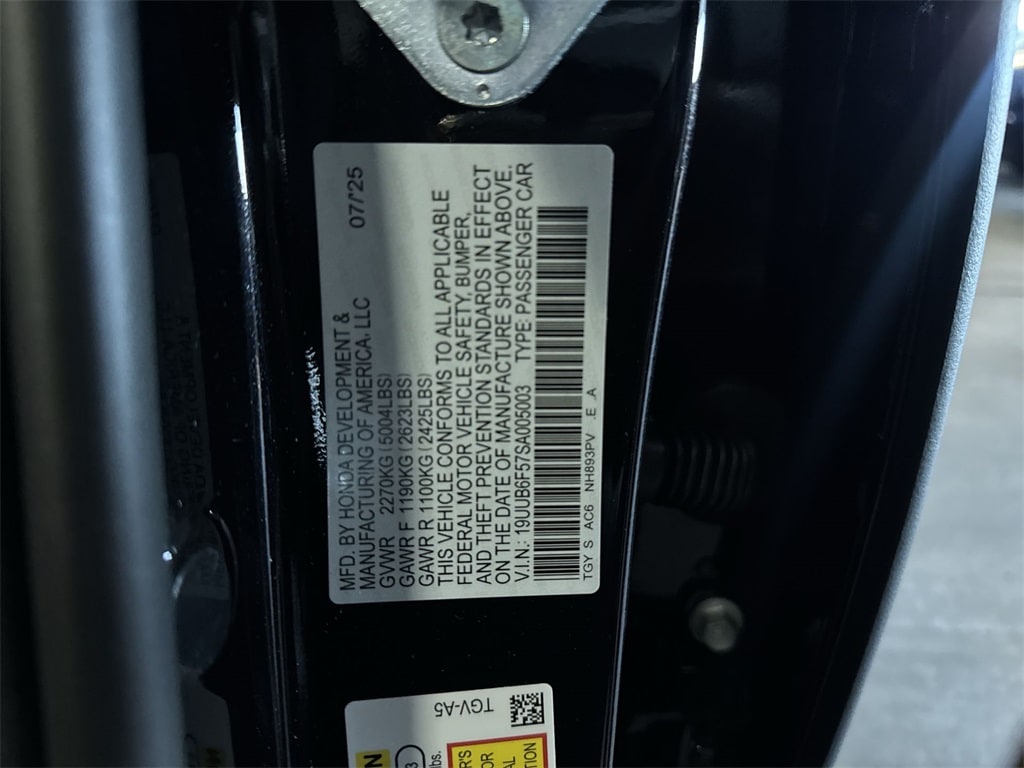 MFD. BY HONDA DEVELOPMENT & 07/'25
MANUFACTURING OF AMERICA, LLC
GVWR 2270KG (5004LBS)
GAWR F 1190KG (2623LBS)
GAWR R 1100KG (2425LBS)
THIS VEHICLE CONFORMS TO ALL APPLICABLE
FEDERAL MOTOR VEHICLE SAFETY, BUMPER,
AND THEFT PREVENTION STANDARDS IN EFFECT
ON THE DATE OF MANUFACTURE SHOWN ABOVE.
V.I.N.: 19UUB6F57SA005003 TYPE: PASSENGER CAR
TGY S AC6 NH893PV .E _A
TGV-A5